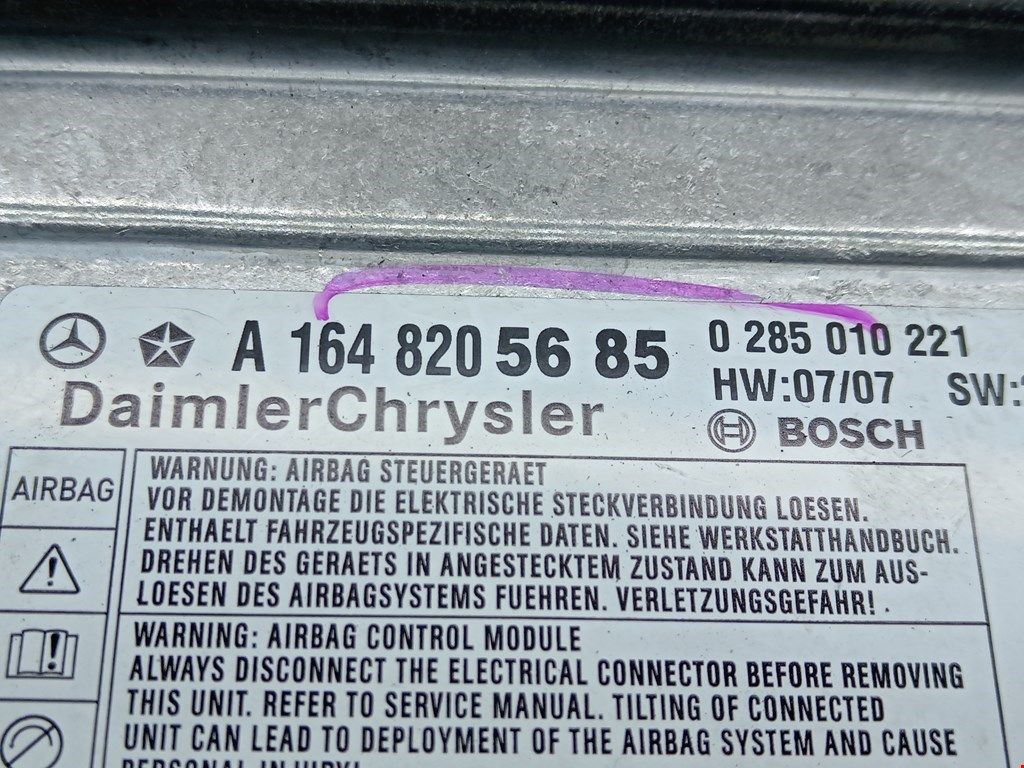 A 164 820 56 85 0 285 010 221
HW:07/07 SW:
DaimlerChrysler BOSCH
AIRBAG
WARNUNG: AIRBAG STEUERGERAET
VOR DEMONTAGE DIE ELEKTRISCHE STECKVERBINDUNG LOESEN.
ENTHAELT FAHRZEUGSPEZIFISCHE DATEN. SIEHE WERKSTATTHANDBUCH.
DREHEN DES GERAETS IN ANGESTECKTEM ZUSTAND KANN ZUM AUS-
LOESEN DES AIRBAGSYSTEMS FUEHREN. VERLETZUNGSGEFAHR!
WARNING: AIRBAG CONTROL MODULE
ALWAYS DISCONNECT THE ELECTRICAL CONNECTOR BEFORE REMOVING
THIS UNIT. REFER TO SERVICE MANUAL. TILTING OF CONNECTED
UNIT CAN LEAD TO DEPLOYMENT OF THE AIRBAG SYSTEM AND CAUSE
PERSONAL INJURY!